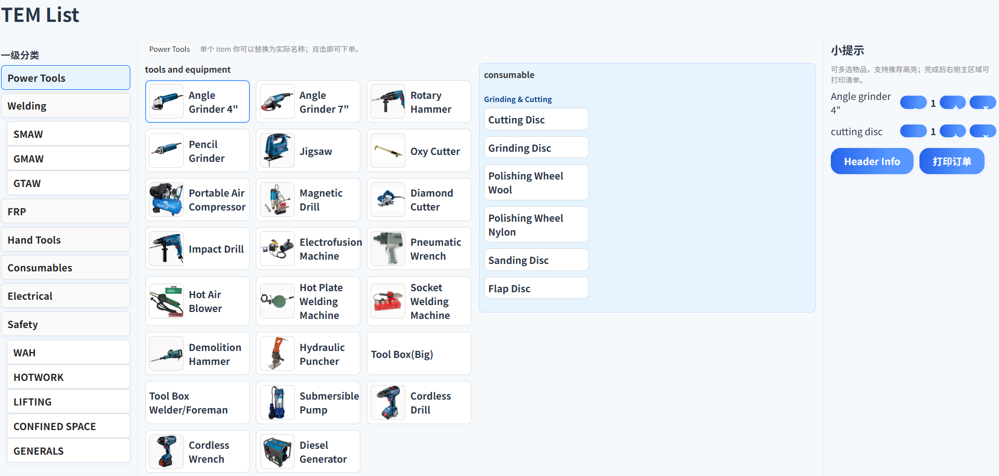 TEM List
一级分类
Power Tools
Welding
SMAW
GMAW
GTAW
FRP
Hand Tools
Consumables
Electrical
Safety
WAH
HOTWORK
LIFTING
CONFINED SPACE
GENERALS
Power Tools
单个 item 你可以替换为实际名称；双击即可下单。
tools and equipment
Angle
Grinder 4"
Angle
Grinder 7"
Rotary
Hammer
Pencil
Grinder
Jigsaw
Oxy Cutter
Portable Air
Compressor
Magnetic
Drill
Diamond
Cutter
Impact Drill
Electrofusion
Machine
Pneumatic
Wrench
Hot Air
Blower
Hot Plate
Welding
Machine
Socket
Welding
Machine
Demolition
Hammer
Hydraulic
Puncher
Tool Box(Big)
Tool Box
Welder/Foreman
Submersible
Pump
Cordless
Drill
Cordless
Wrench
Diesel
Generator
consumable
Grinding & Cutting
Cutting Disc
Grinding Disc
Polishing Wheel
Wool
Polishing Wheel
Nylon
Sanding Disc
Flap Disc
小提示
可多选物品，支持推荐高亮；完成后右侧主区域可
打印清单。
Angle grinder
4"
- 1 + x
cutting disc
- 1 + x
Header Info
打印订单